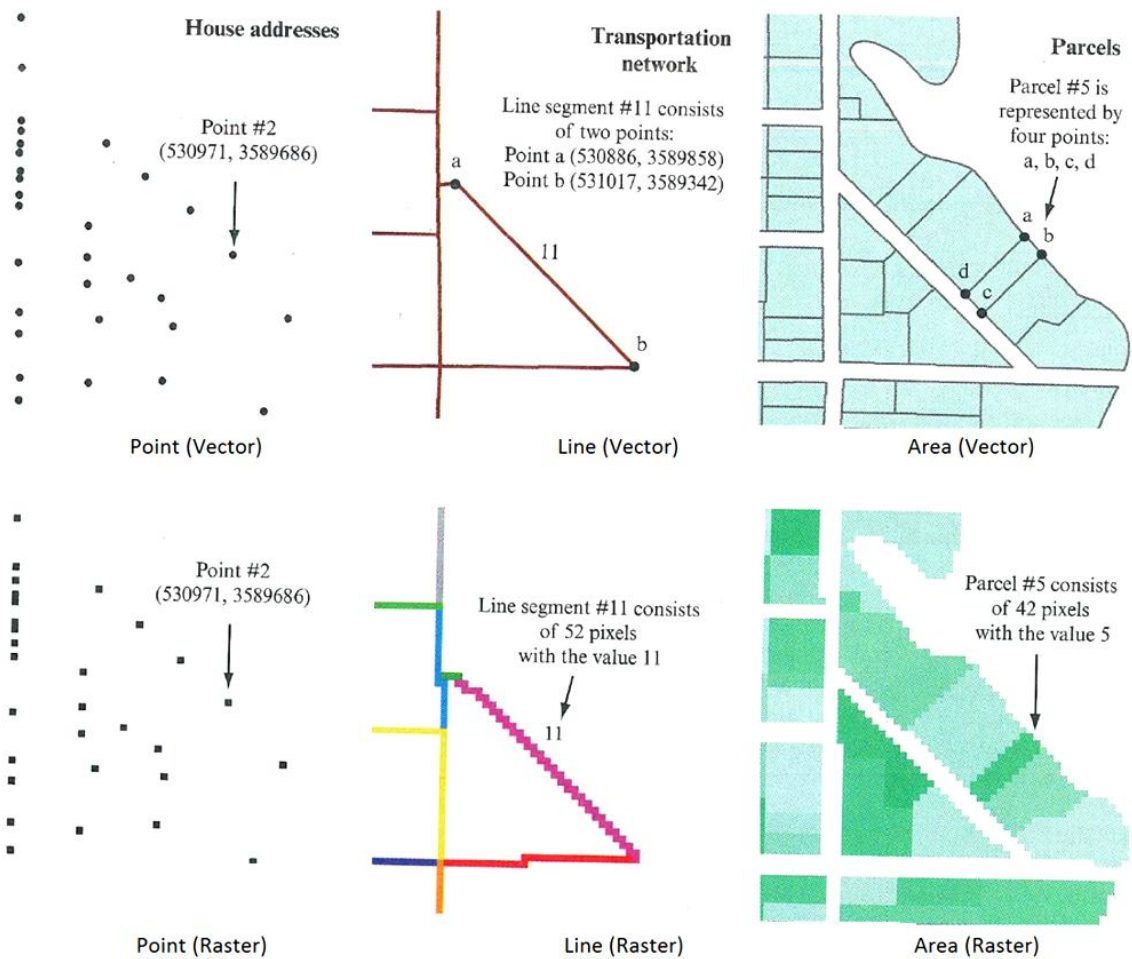 House addresses
Point #2
(530971, 3589686)
Point (Vector)
Transportation
network
Line segment #11 consists
of two points:
Point a (530886, 3589858)
Point b (531017, 3589342)
a
11
b
Line (Vector)
Parcels
Parcel #5 is
represented by
four points:
a, b, c, d
a
b
d
c
Area (Vector)
Point #2
(530971, 3589686)
Point (Raster)
Line segment #11 consists
of 52 pixels
with the value 11
11
Line (Raster)
Parcel #5 consists
of 42 pixels
with the value 5
Area (Raster)